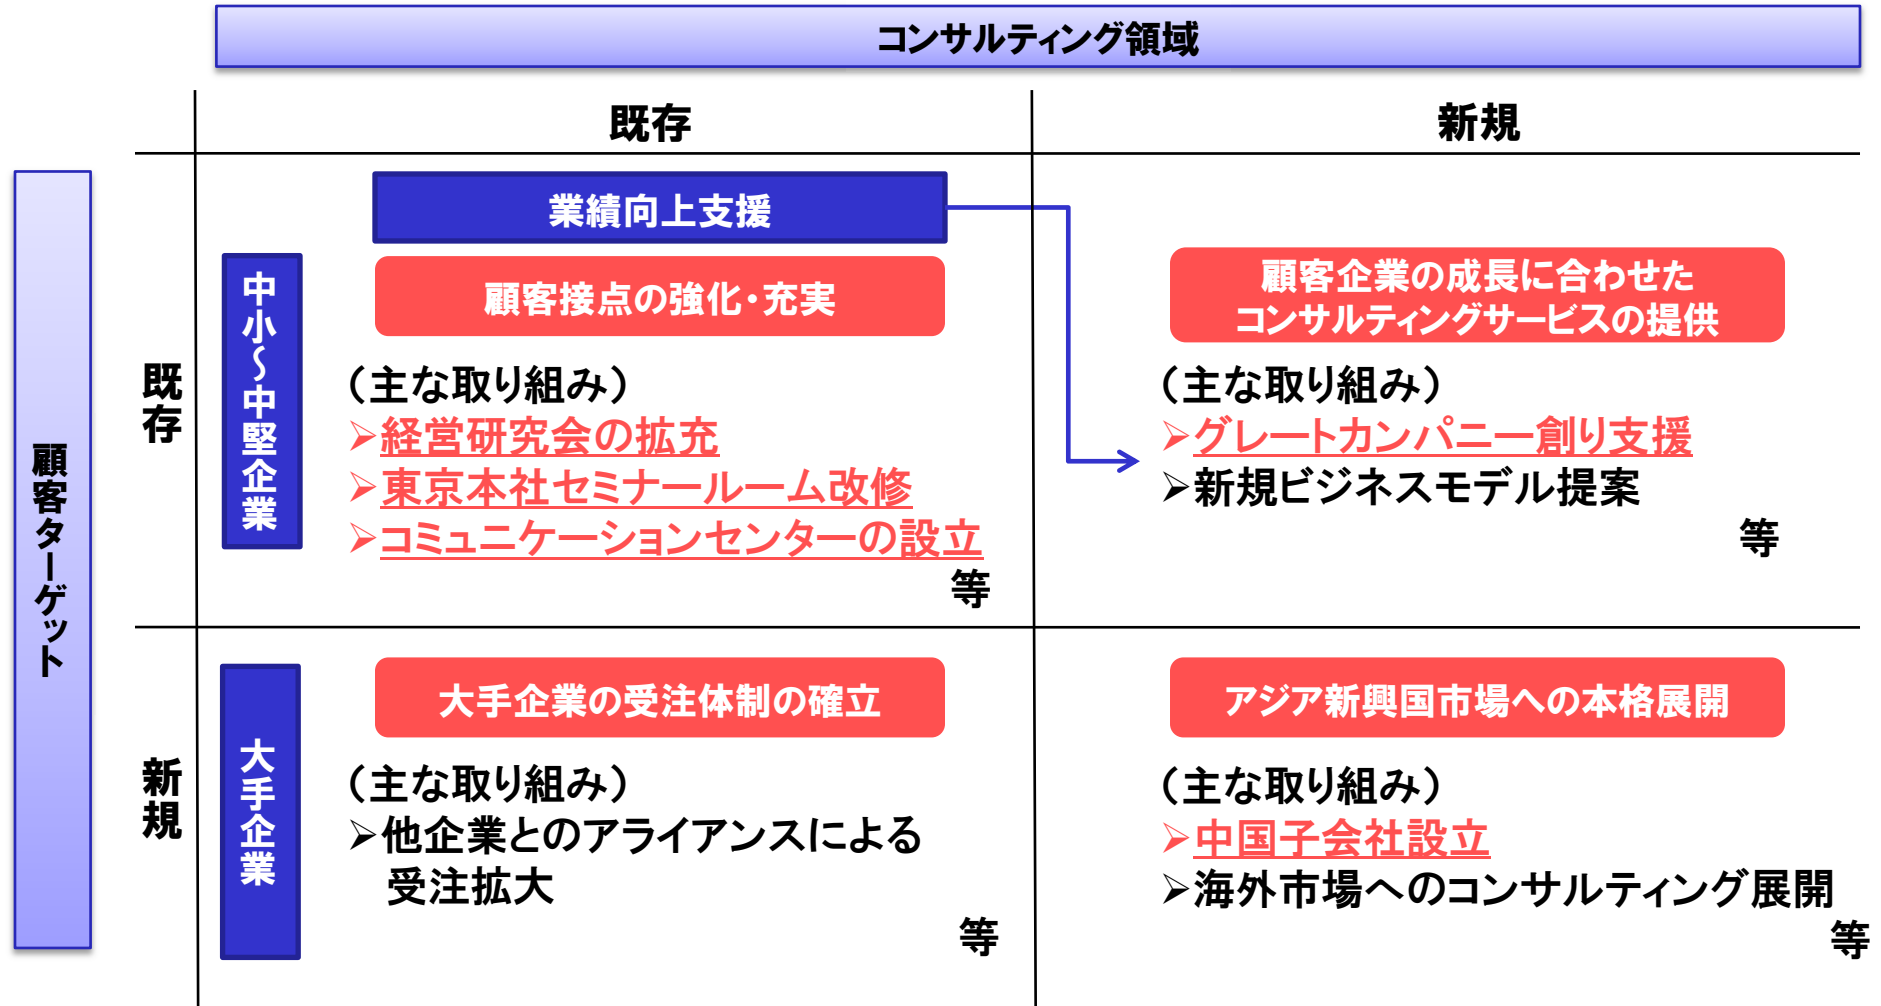 コンサルティング領域
既存
新規
顧客ターゲット
既存
中小～中堅企業
業績向上支援
顧客接点の強化・充実
（主な取り組み）
➢経営研究会の拡充
➢東京本社セミナールーム改修
➢コミュニケーションセンターの設立
等
顧客企業の成長に合わせた
コンサルティングサービスの提供
（主な取り組み）
➢グレートカンパニー創り支援
➢新規ビジネスモデル提案
等
新規
大手企業
大手企業の受注体制の確立
（主な取り組み）
➢他企業とのアライアンスによる
受注拡大
等
アジア新興国市場への本格展開
（主な取り組み）
➢中国子会社設立
➢海外市場へのコンサルティング展開
等